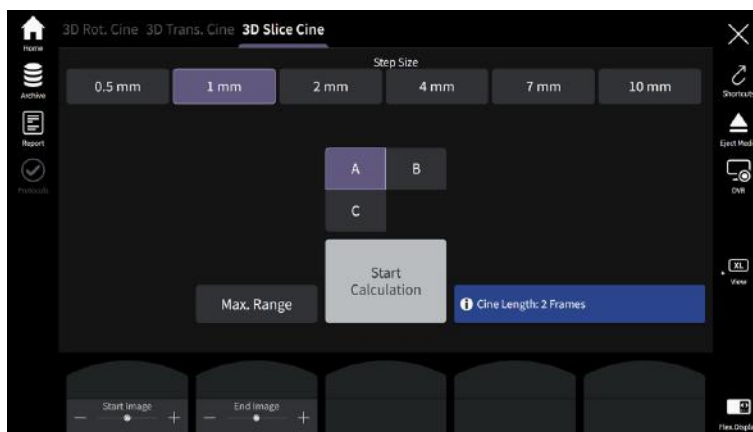 3D Rot. Cine 3D Trans. Cine 3D Slice Cine
Home
Archive
Report
Protocols
Shortcuts
Eject Media
DVR
XL
View
Flex.Display
Step Size
0.5 mm 1 mm 2 mm 4 mm 7 mm 10 mm
A B
C
Start
Calculation
Max. Range
Cine Length: 2 Frames
Start Image
End Image